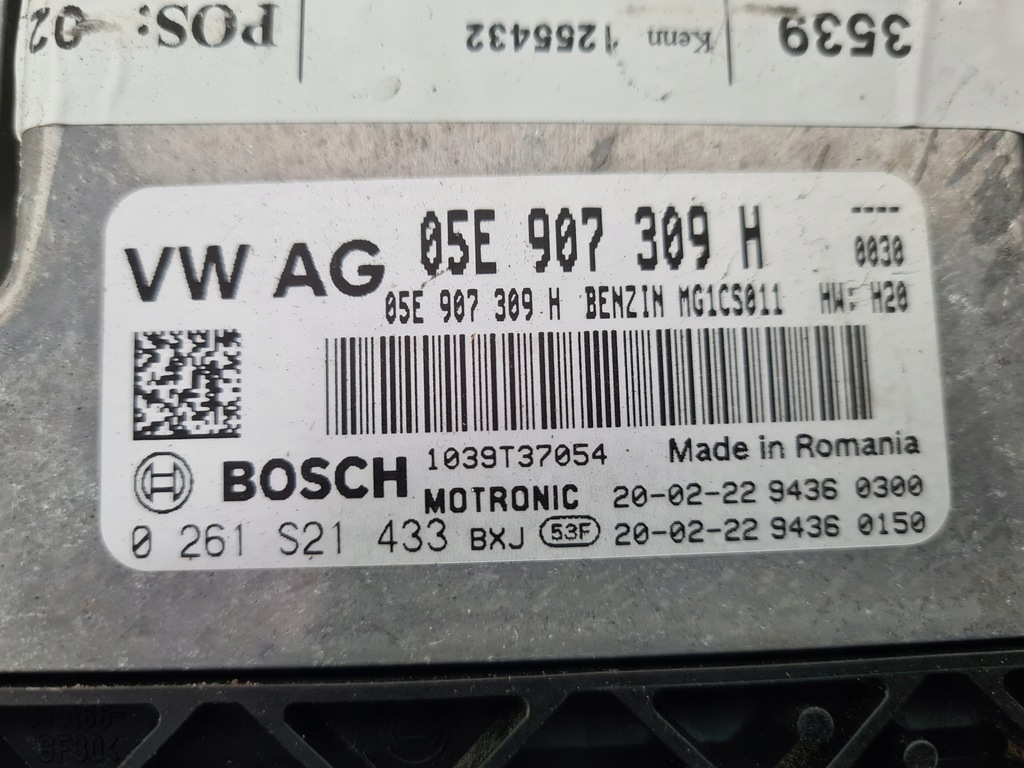 POS: 02
Kenn 1255432
3539
VW AG
05E 907 309 H
----
0030
05E 907 309 H BENZIN MG1CS011 HW: H20
1039T37054
Made in Romania
BOSCH
MOTRONIC
20-02-22 9436 0300
0 261 S21 433 BXJ 53F 20-02-22 9436 0150